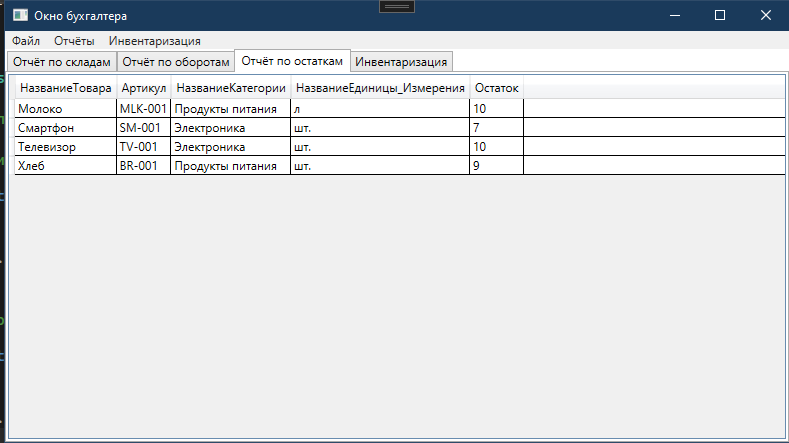 Окно бухгалтера
Файл Отчёты Инвентаризация
Отчёт по складам Отчёт по оборотам Отчёт по остаткам Инвентаризация
НазваниеТовара Артикул НазваниеКатегории НазваниеЕдиницы_Измерения Остаток
Молоко MLK-001 Продукты питания л 10
Смартфон SM-001 Электроника шт. 7
Телевизор TV-001 Электроника шт. 10
Хлеб BR-001 Продукты питания шт. 9